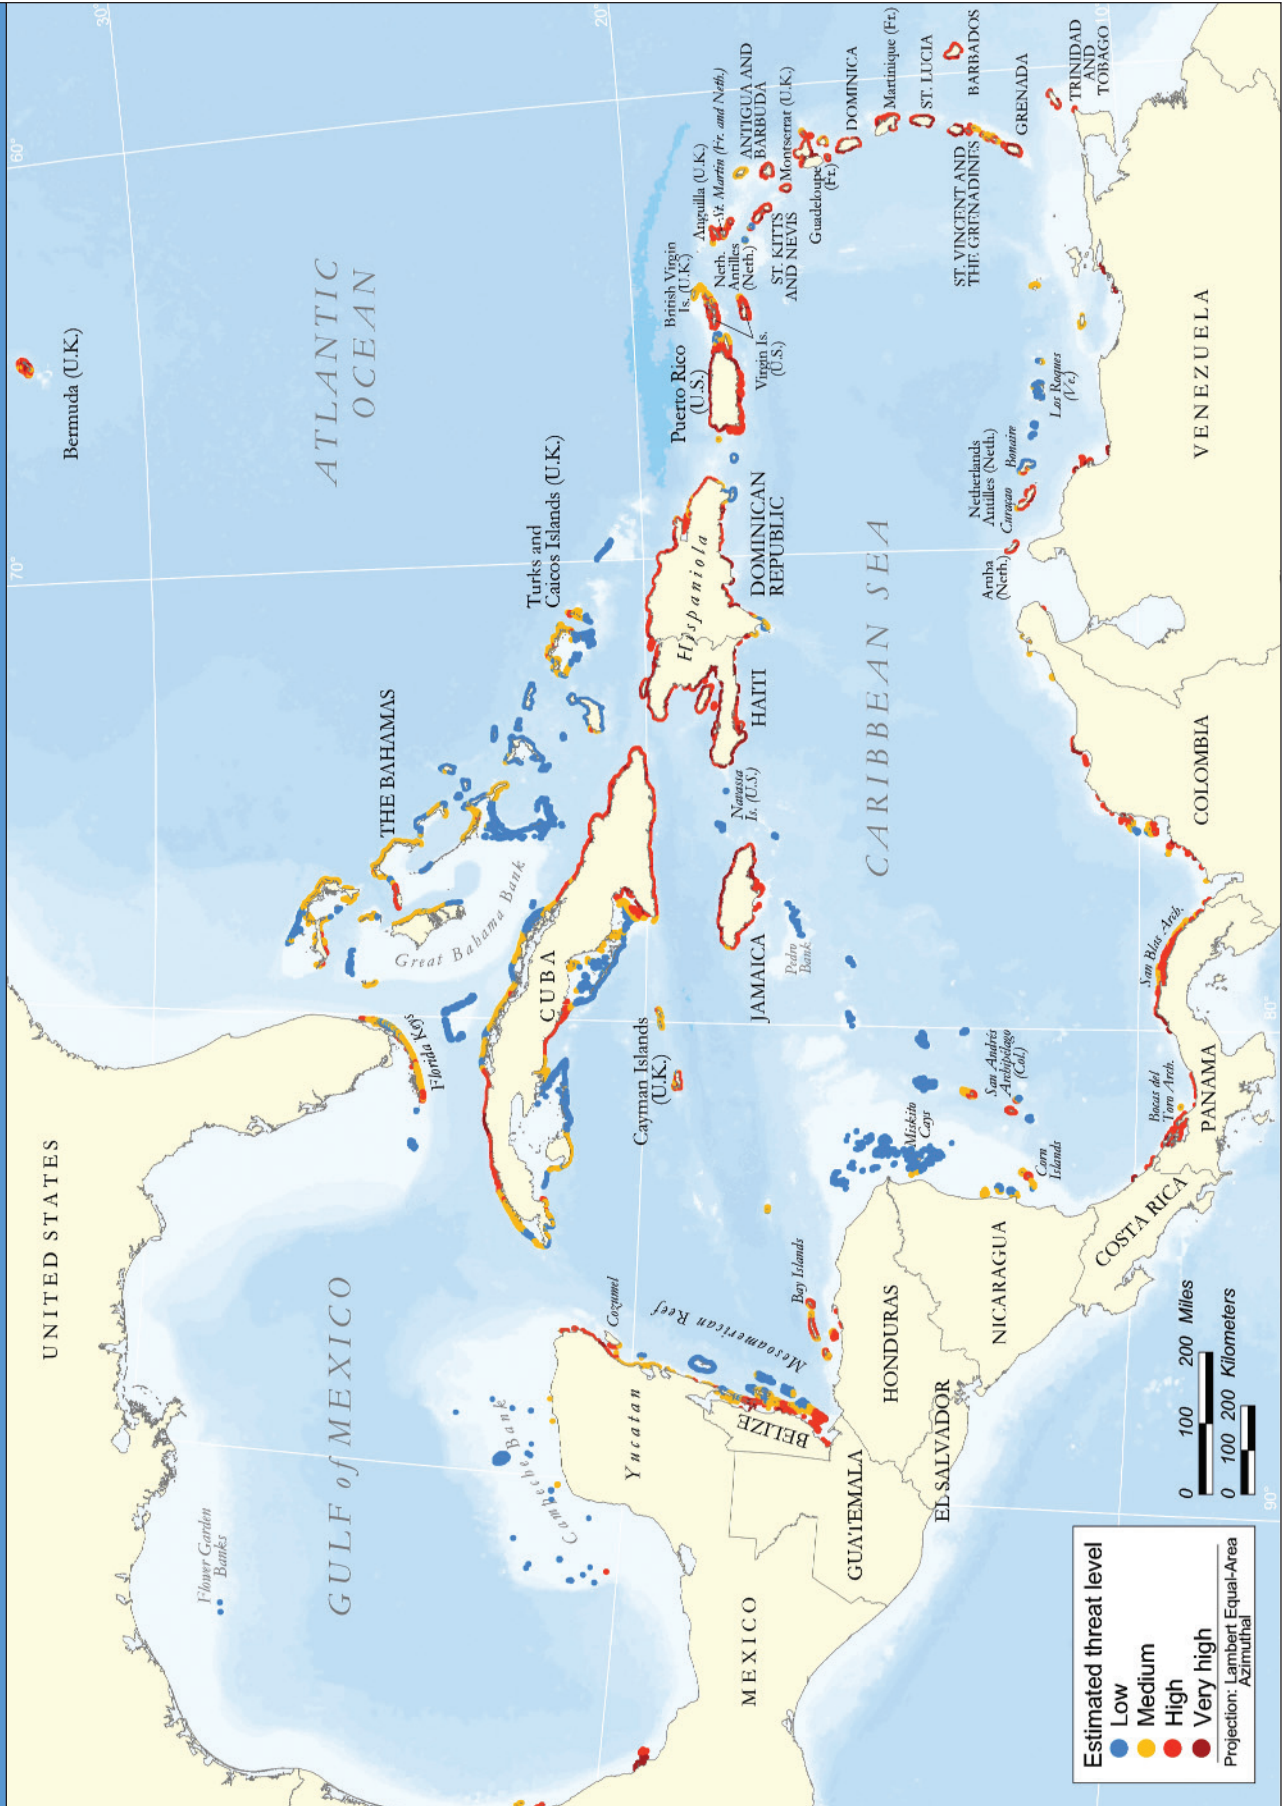 UNITED STATES
GULF of MEXICO
Flower Garden
Banks
Campeche Bank
MEXICO
Yucatan
Cozumel
Mesoamerican Reef
BELIZE
GUATEMALA
Bay Islands
HONDURAS
EL SALVADOR
NICARAGUA
COSTA RICA
PANAMA
Bocas del
Toro Arch.
San Blas Arch.
Corn
Islands
Miskito
Cays
San Andrés
Archipelago
(Col.)
Florida Keys
Great Bahama Bank
THE BAHAMAS
CUBA
Cayman Islands
(U.K.)
JAMAICA
Pedro
Bank
Navassa
Is. (U.S.)
HAITI
Hispaniola
DOMINICAN
REPUBLIC
Turks and
Caicos Islands (U.K.)
ATLANTIC
OCEAN
Bermuda (U.K.)
Puerto Rico
(U.S.)
British Virgin
Is. (U.K.)
Virgin Is.
(U.S.)
Neth.
Antilles
(Neth.)
Anguilla (U.K.)
St. Martin (Fr. and Neth.)
ANTIGUA AND
BARBUDA
ST. KITTS
AND NEVIS
Montserrat (U.K.)
Guadeloupe
(Fr.)
DOMINICA
Martinique (Fr.)
ST. LUCIA
BARBADOS
ST. VINCENT AND
THE GRENADINES
GRENADA
TRINIDAD
AND
TOBAGO
CARIBBEAN SEA
Aruba
(Neth.)
Netherlands
Antilles (Neth.)
Curaçao
Bonaire
Los Roques
(Ve.)
VENEZUELA
COLOMBIA
30°
20°
10°
60°
70°
80°
90°
Estimated threat level
Low
Medium
High
Very high
Projection: Lambert Equal-Area
Azimuthal
0 100 200 Miles
0 100 200 Kilometers